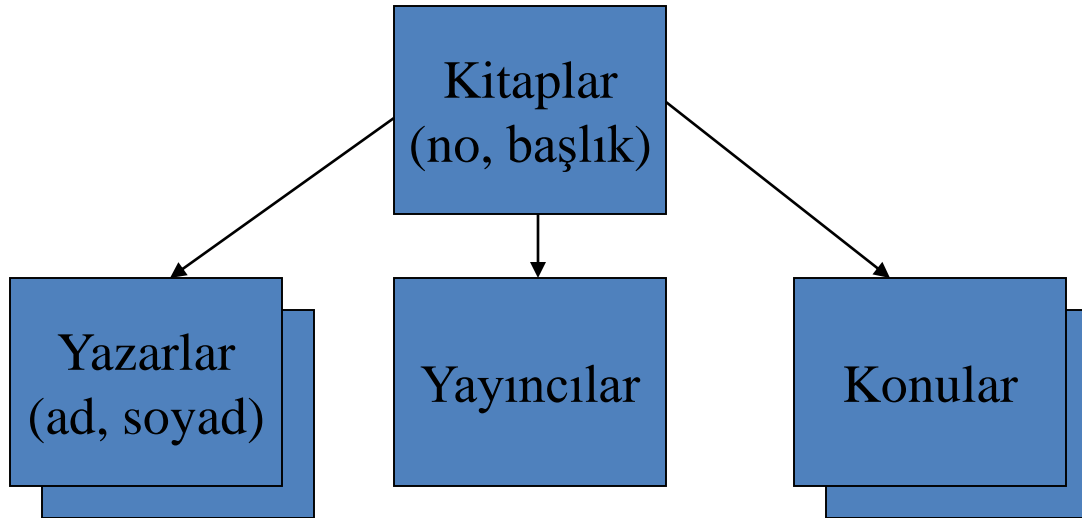 Kitaplar
(no, başlık)
Yazarlar
(ad, soyad)
Yayıncılar
Konular